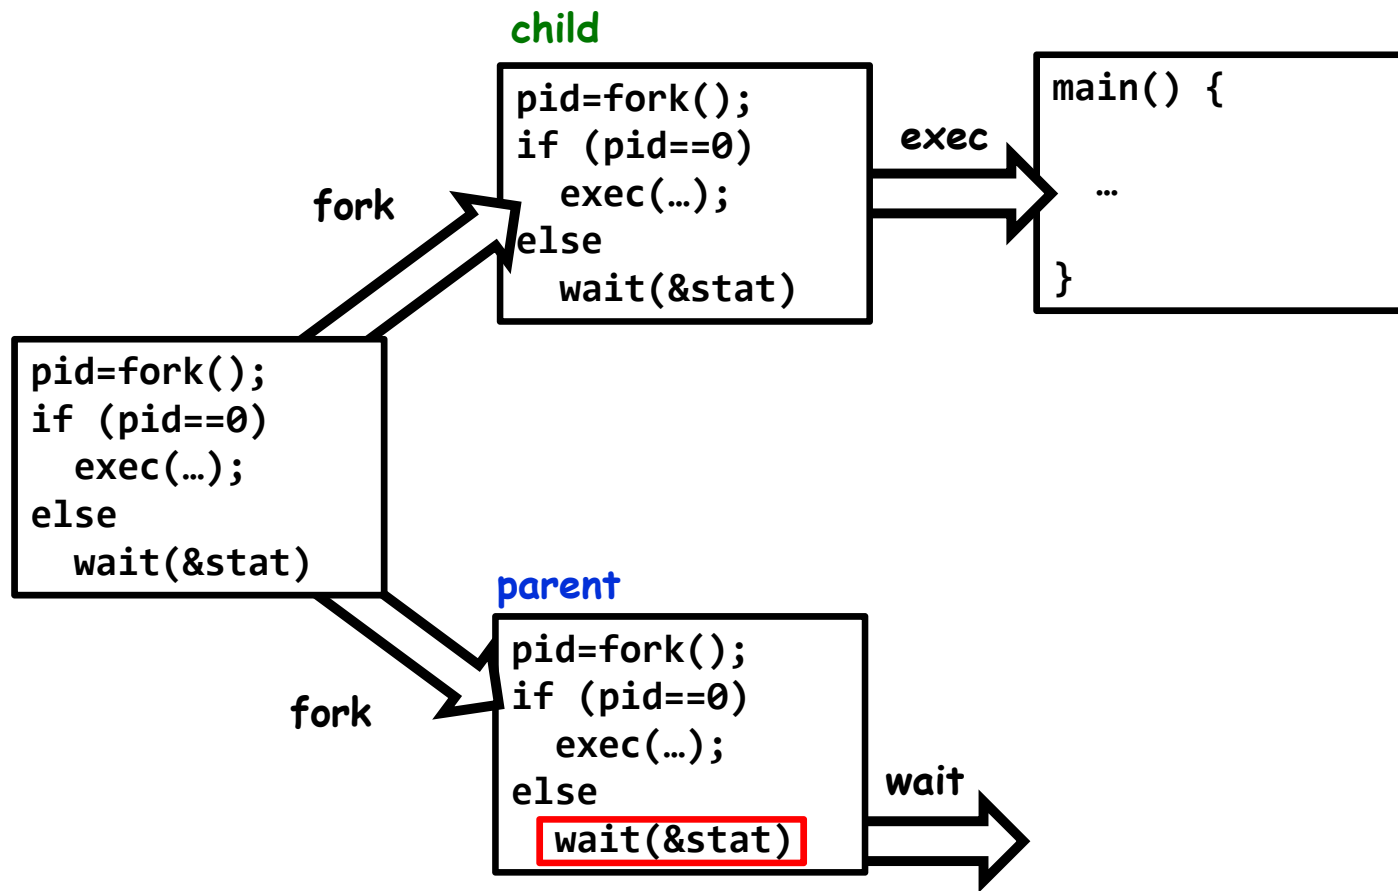 child
pid=fork();
if (pid==0)
  exec(…);
else
  wait(&stat)
exec
main() {
  …
}
fork
pid=fork();
if (pid==0)
  exec(…);
else
  wait(&stat)
fork
parent
pid=fork();
if (pid==0)
  exec(…);
else
  wait(&stat)
wait